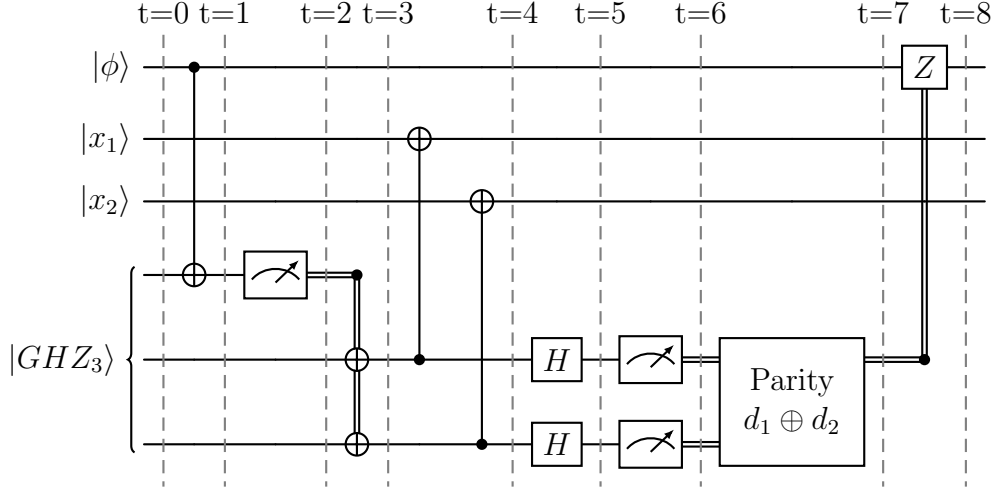 t=0 t=1 t=2 t=3 t=4 t=5 t=6 t=7 t=8
|ϕ⟩ Z
|x₁⟩
|x₂⟩
|GHZ₃⟩ H
Parity
d₁ ⊕ d₂
H